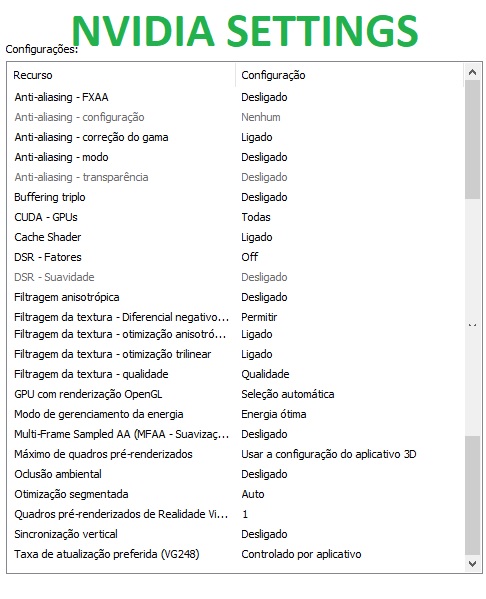 NVIDIA SETTINGS
Configurações:
Recurso Configuração
Anti-aliasing - FXAA Desligado
Anti-aliasing - configuração Nenhum
Anti-aliasing - correção do gama Ligado
Anti-aliasing - modo Desligado
Anti-aliasing - transparência Desligado
Buffering triplo Desligado
CUDA - GPUs Todas
Cache Shader Ligado
DSR - Fatores Off
DSR - Suavidade Desligado
Filtragem anisotrópica Desligado
Filtragem da textura - Diferencial negativo... Permitir
Filtragem da textura - otimização anisotró... Ligado
Filtragem da textura - otimização trilinear Ligado
Filtragem da textura - qualidade Qualidade
GPU com renderização OpenGL Seleção automática
Modo de gerenciamento da energia Energia ótima
Multi-Frame Sampled AA (MFAA - Suavizaç... Desligado
Máximo de quadros pré-renderizados Usar a configuração do aplicativo 3D
Oclusão ambiental Desligado
Otimização segmentada Auto
Quadros pré-renderizados de Realidade Vi... 1
Sincronização vertical Desligado
Taxa de atualização preferida (VG248) Controlado por aplicativo